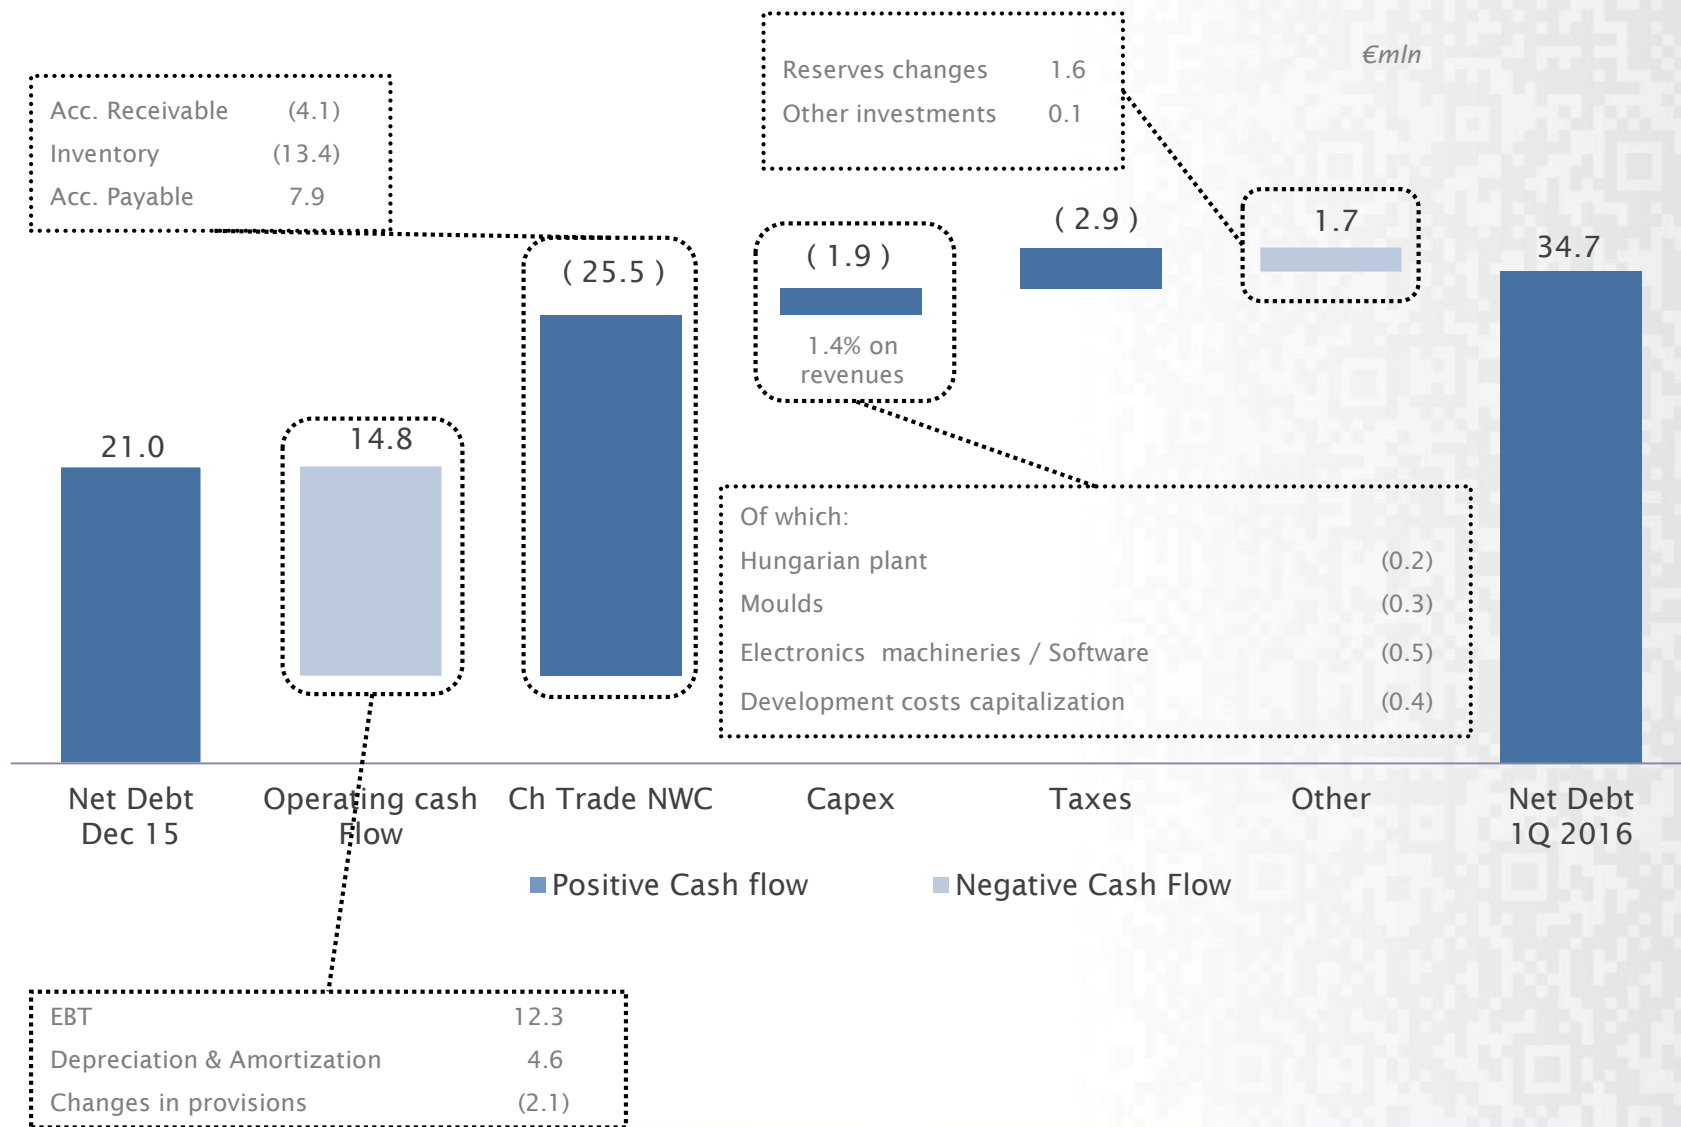 €mln
Reserves changes 1.6
Other investments 0.1
Acc. Receivable (4.1)
Inventory (13.4)
Acc. Payable 7.9
21.0
14.8
( 25.5 )
( 1.9 )
1.4% on
revenues
( 2.9 )
1.7
34.7
Of which:
Hungarian plant (0.2)
Moulds (0.3)
Electronics machineries / Software (0.5)
Development costs capitalization (0.4)
Net Debt
Dec 15
Operating cash
Flow
Ch Trade NWC
Capex
Taxes
Other
Net Debt
1Q 2016
Positive Cash flow
Negative Cash Flow
EBT 12.3
Depreciation & Amortization 4.6
Changes in provisions (2.1)